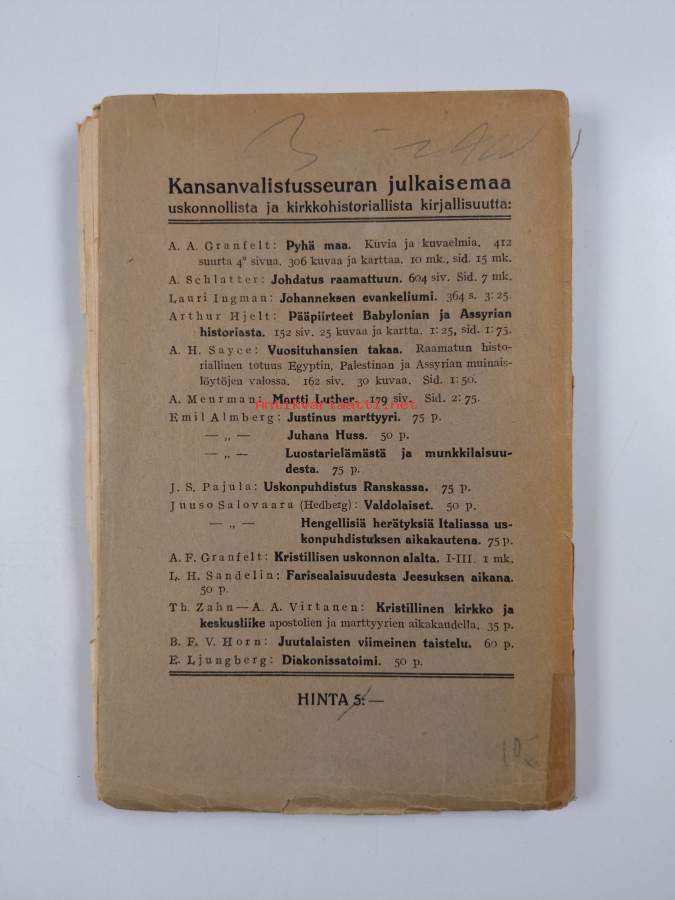 Kansanvalistusseuran julkaisemaa
uskonnollista ja kirkkohistoriallista kirjallisuutta:
A. A. Granfelt: Pyhä maa. Kuvia ja kuvaelmia. 412
suurta 4° sivua. 306 kuvaa ja karttaa. 10 mk., sid. 15 mk.
A. Schlatter: Johdatus raamattuun. 604 siv. Sid. 7 mk.
Lauri Ingman: Johanneksen evankeliumi. 364 s. 3:25.
Arthur Hjelt: Pääpiirteet Babylonian ja Assyrian
historiasta. 152 siv. 25 kuvaa ja kartta. 1:25, sid. 1:75.
A. H. Sayce: Vuosituhansien takaa. Raamatun histo-
riallinen totuus Egyptin, Palestinan ja Assyrian muinais-
löytöjen valossa. 162 siv. 30 kuvaa. Sid. 1:50.
A. Meurman: Martti Luther. 179 siv. Sid. 2:75.
Antikvariaatti.net
Emil Almberg: Justinus marttyyri. 75 p.
— „ — Juhana Huss. 50 p.
— „ — Luostarielämästä ja munkkilaisuu-
desta. 75 p.
J. S. Pajula: Uskonpuhdistus Ranskassa. 75 p.
Juuso Salovaara (Hedberg): Valdolaiset. 50 p.
— „ — Hengellisiä herätyksiä Italiassa us-
konpuhdistuksen aikakautena. 75 p.
A. F. Granfelt: Kristillisen uskonnon alalta. I-III. 1 mk.
L. H. Sandelin: Farisealaisuudesta Jeesuksen aikana.
50 p.
Th. Zahn — A. A. Virtanen: Kristillinen kirkko ja
keskusliike apostolien ja marttyyrien aikakaudella. 35 p.
B. F. V. Horn: Juutalaisten viimeinen taistelu. 60 p.
E. Ljungberg: Diakonissatoimi. 50 p.
HINTA 5:—